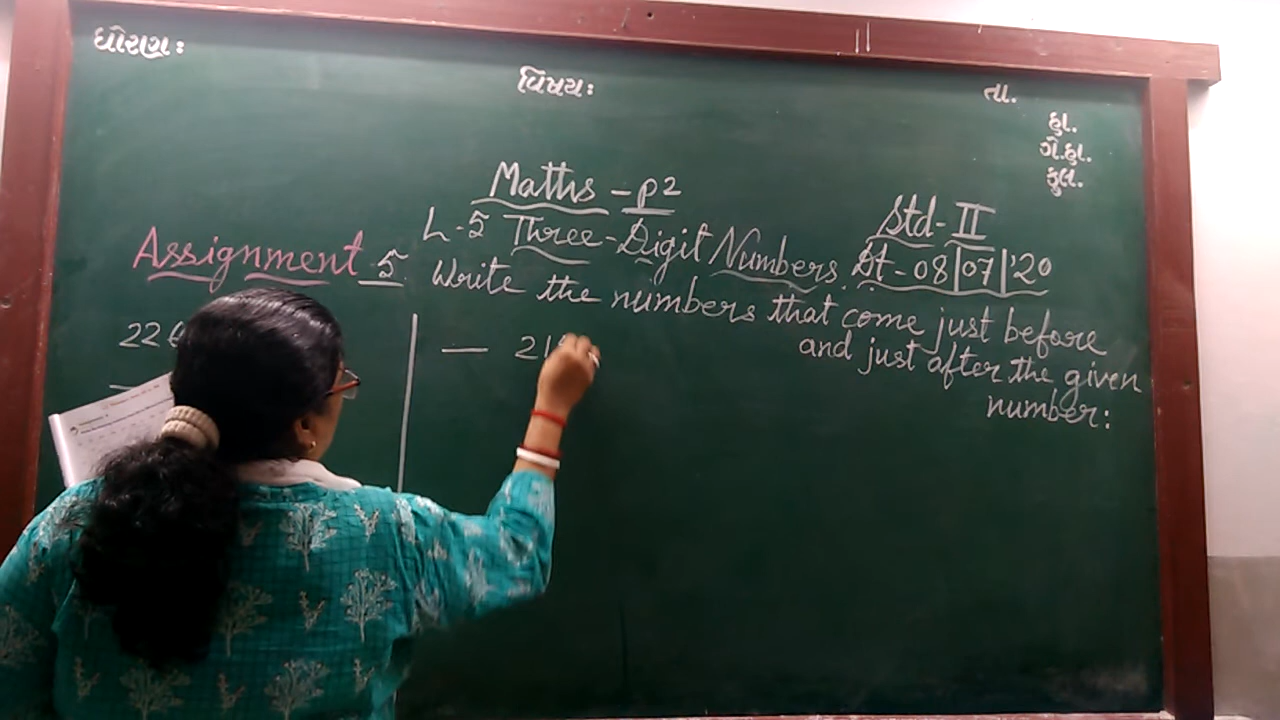 ધોરણ:
વિષય:
તા.
હા.
ગે.હા.
કુલ.
Maths - P2
Std - II
L-5 Three-Digit Numbers
Dt - 08|07|'20
Assignment 5
Write the numbers that come just before
and just after the given
number:
22
— 21